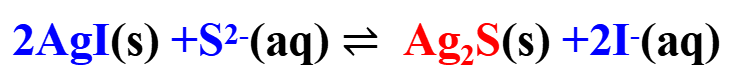 2AgI(s) +S²⁻(aq) ⇌ Ag₂S(s) +2I⁻(aq)